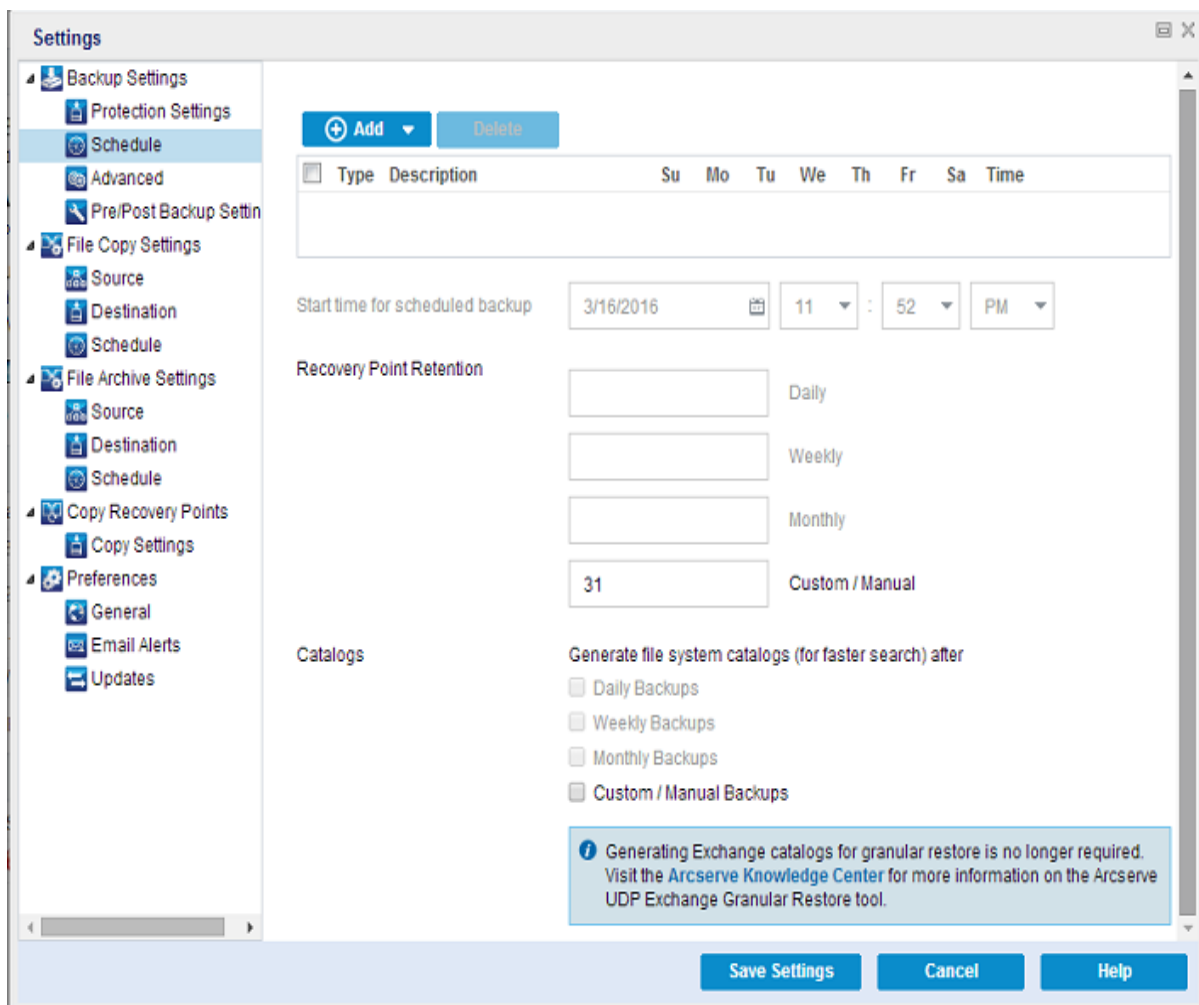 Settings
Backup Settings
Protection Settings
Schedule
Advanced
Pre/Post Backup Settin
File Copy Settings
Source
Destination
Schedule
File Archive Settings
Source
Destination
Schedule
Copy Recovery Points
Copy Settings
Preferences
General
Email Alerts
Updates
Add Delete
Type Description Su Mo Tu We Th Fr Sa Time
Start time for scheduled backup 3/16/2016 11 : 52 PM
Recovery Point Retention
Daily
Weekly
Monthly
31 Custom / Manual
Catalogs Generate file system catalogs (for faster search) after
Daily Backups
Weekly Backups
Monthly Backups
Custom / Manual Backups
Generating Exchange catalogs for granular restore is no longer required.
Visit the Arcserve Knowledge Center for more information on the Arcserve
UDP Exchange Granular Restore tool.
Save Settings Cancel Help